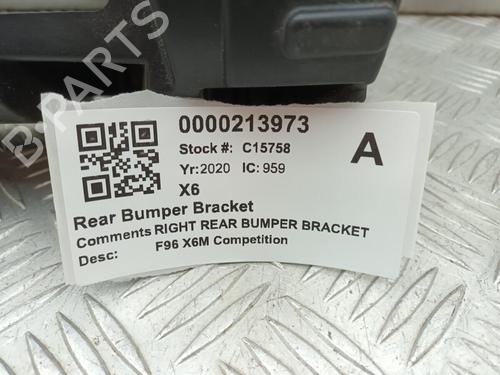 B PARTS
0000213973
Stock #: C15758
A
Yr:2020 IC: 959
X6
Rear Bumper Bracket
Comments RIGHT REAR BUMPER BRACKET
Desc: F96 X6M Competition